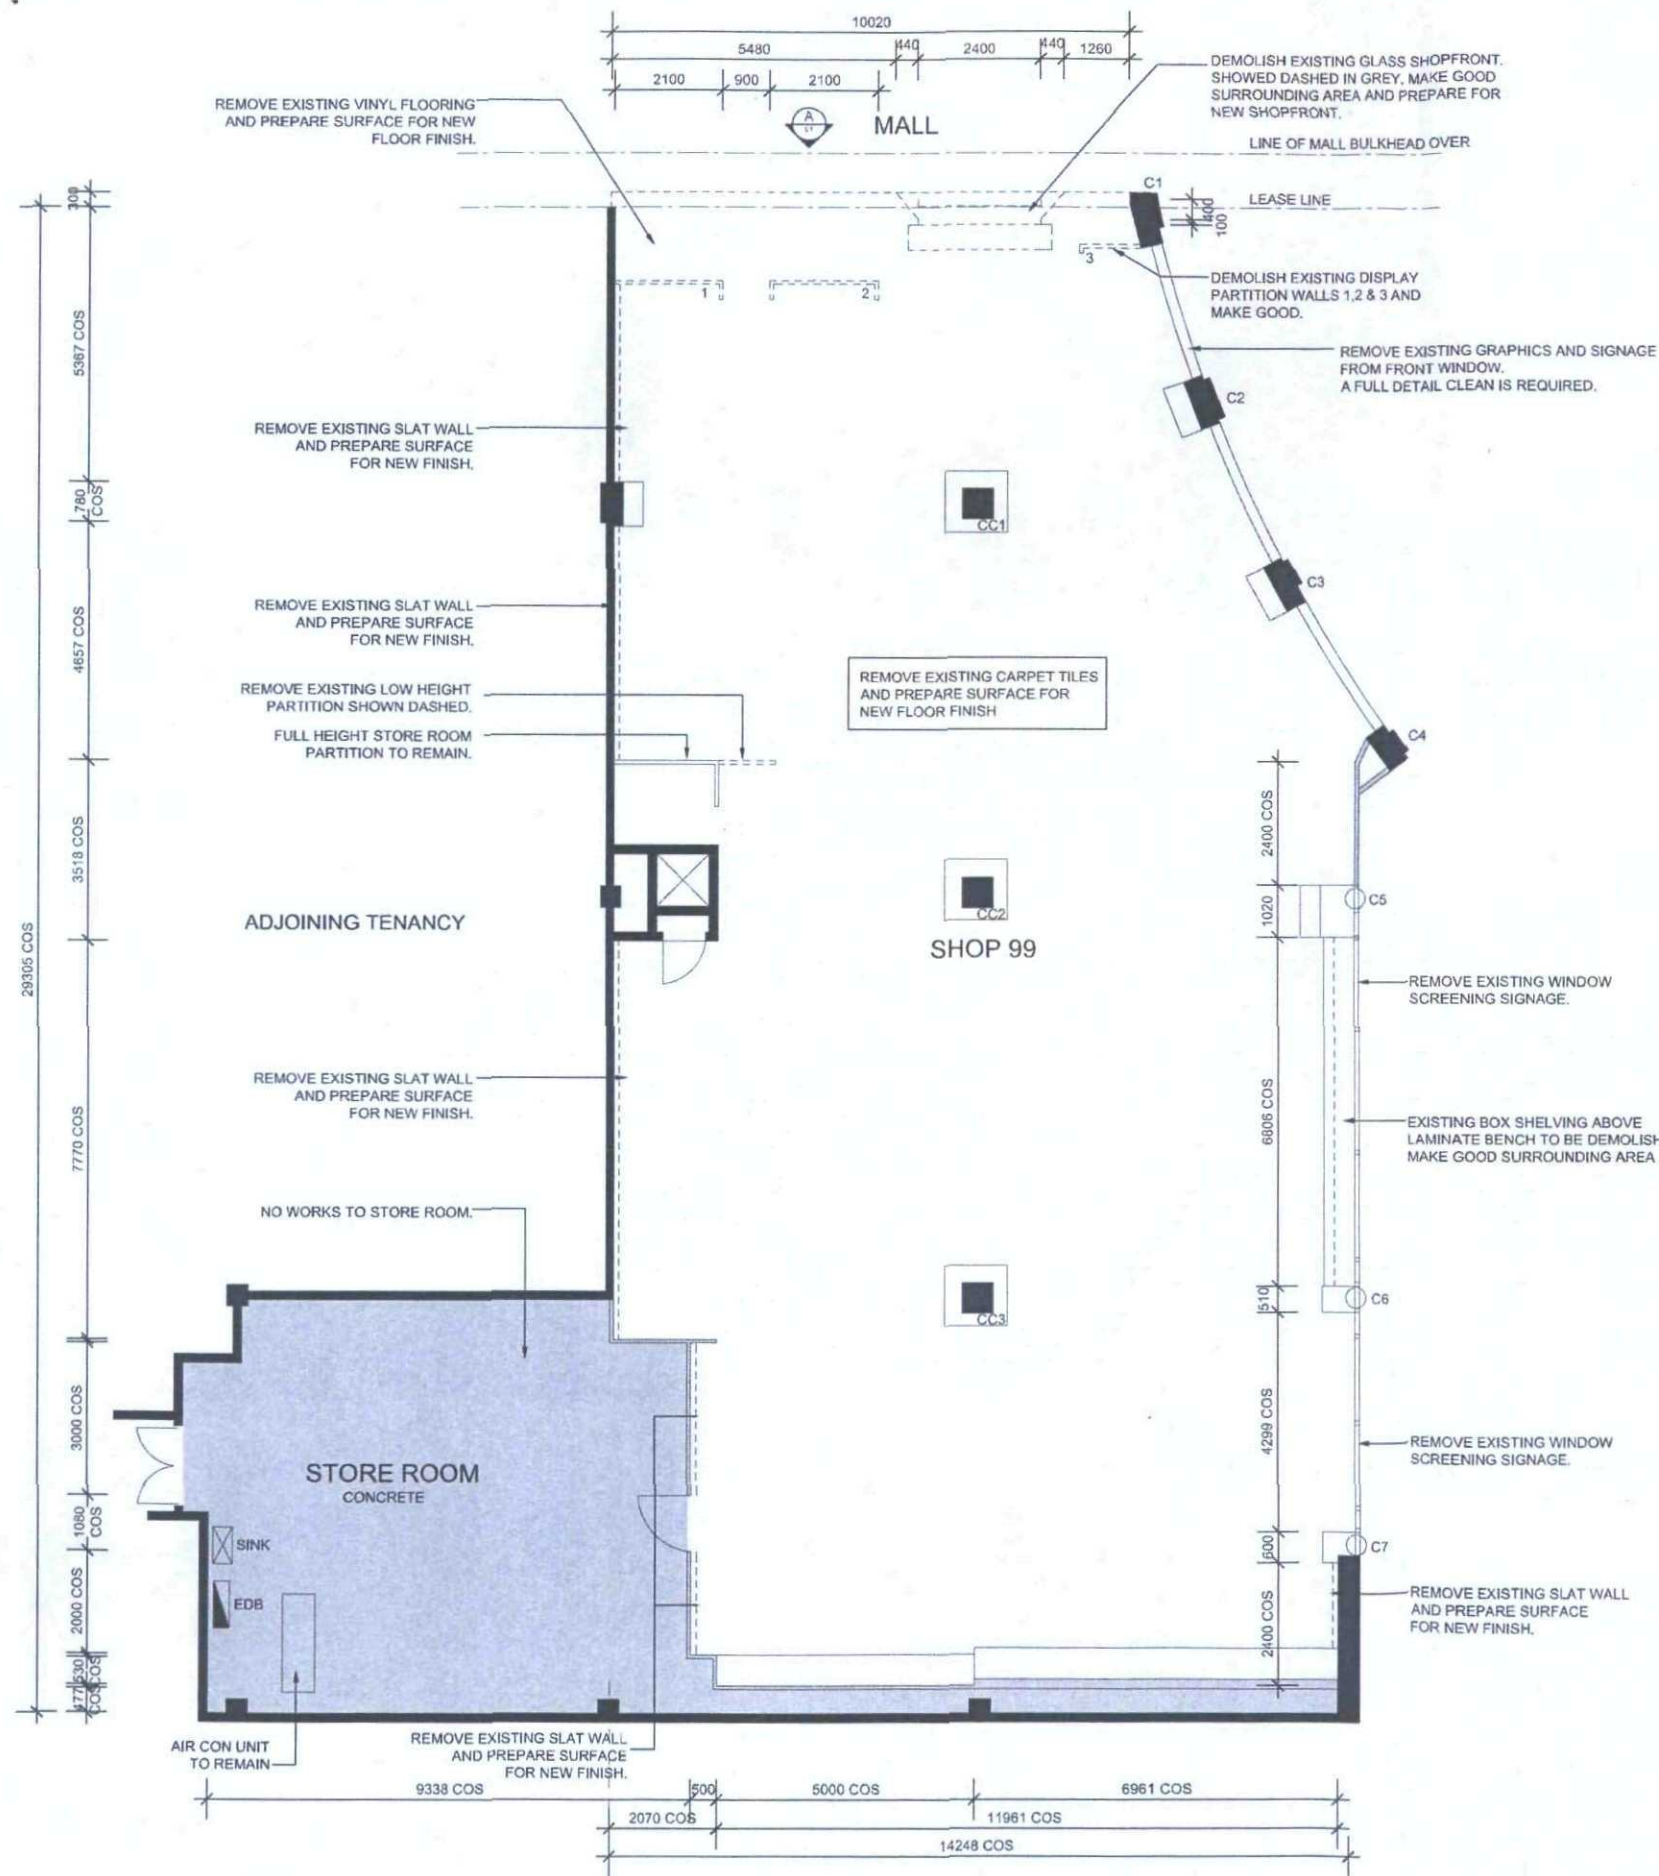 10020
5480
440
2400
440
1260
2100
900
2100
DEMOLISH EXISTING GLASS SHOPFRONT.
SHOWED DASHED IN GREY, MAKE GOOD
SURROUNDING AREA AND PREPARE FOR
NEW SHOPFRONT.
REMOVE EXISTING VINYL FLOORING
AND PREPARE SURFACE FOR NEW
FLOOR FINISH.
A
MALL
LINE OF MALL BULKHEAD OVER
C1
LEASE LINE
300
400
100
3
DEMOLISH EXISTING DISPLAY
PARTITION WALLS 1,2 & 3 AND
MAKE GOOD.
1
2
5367 COS
REMOVE EXISTING GRAPHICS AND SIGNAGE
FROM FRONT WINDOW.
A FULL DETAIL CLEAN IS REQUIRED.
C2
REMOVE EXISTING SLAT WALL
AND PREPARE SURFACE
FOR NEW FINISH.
780
COS
CC1
C3
REMOVE EXISTING SLAT WALL
AND PREPARE SURFACE
FOR NEW FINISH.
4657 COS
REMOVE EXISTING CARPET TILES
AND PREPARE SURFACE FOR
NEW FLOOR FINISH
REMOVE EXISTING LOW HEIGHT
PARTITION SHOWN DASHED.
FULL HEIGHT STORE ROOM
PARTITION TO REMAIN.
C4
2400 COS
3518 COS
C5
1020
CC2
ADJOINING TENANCY
SHOP 99
29305 COS
REMOVE EXISTING WINDOW
SCREENING SIGNAGE.
REMOVE EXISTING SLAT WALL
AND PREPARE SURFACE
FOR NEW FINISH.
7770 COS
6806 COS
EXISTING BOX SHELVING ABOVE
LAMINATE BENCH TO BE DEMOLISH
MAKE GOOD SURROUNDING AREA
NO WORKS TO STORE ROOM.
510
C6
CC3
3000 COS
4299 COS
REMOVE EXISTING WINDOW
SCREENING SIGNAGE.
STORE ROOM
CONCRETE
1080
COS
SINK
600
C7
2000 COS
EDB
2400 COS
REMOVE EXISTING SLAT WALL
AND PREPARE SURFACE
FOR NEW FINISH.
530
COS
477
COS
AIR CON UNIT
TO REMAIN
REMOVE EXISTING SLAT WALL
AND PREPARE SURFACE
FOR NEW FINISH.
9338 COS
500
5000 COS
6961 COS
2070 COS
11961 COS
14248 COS